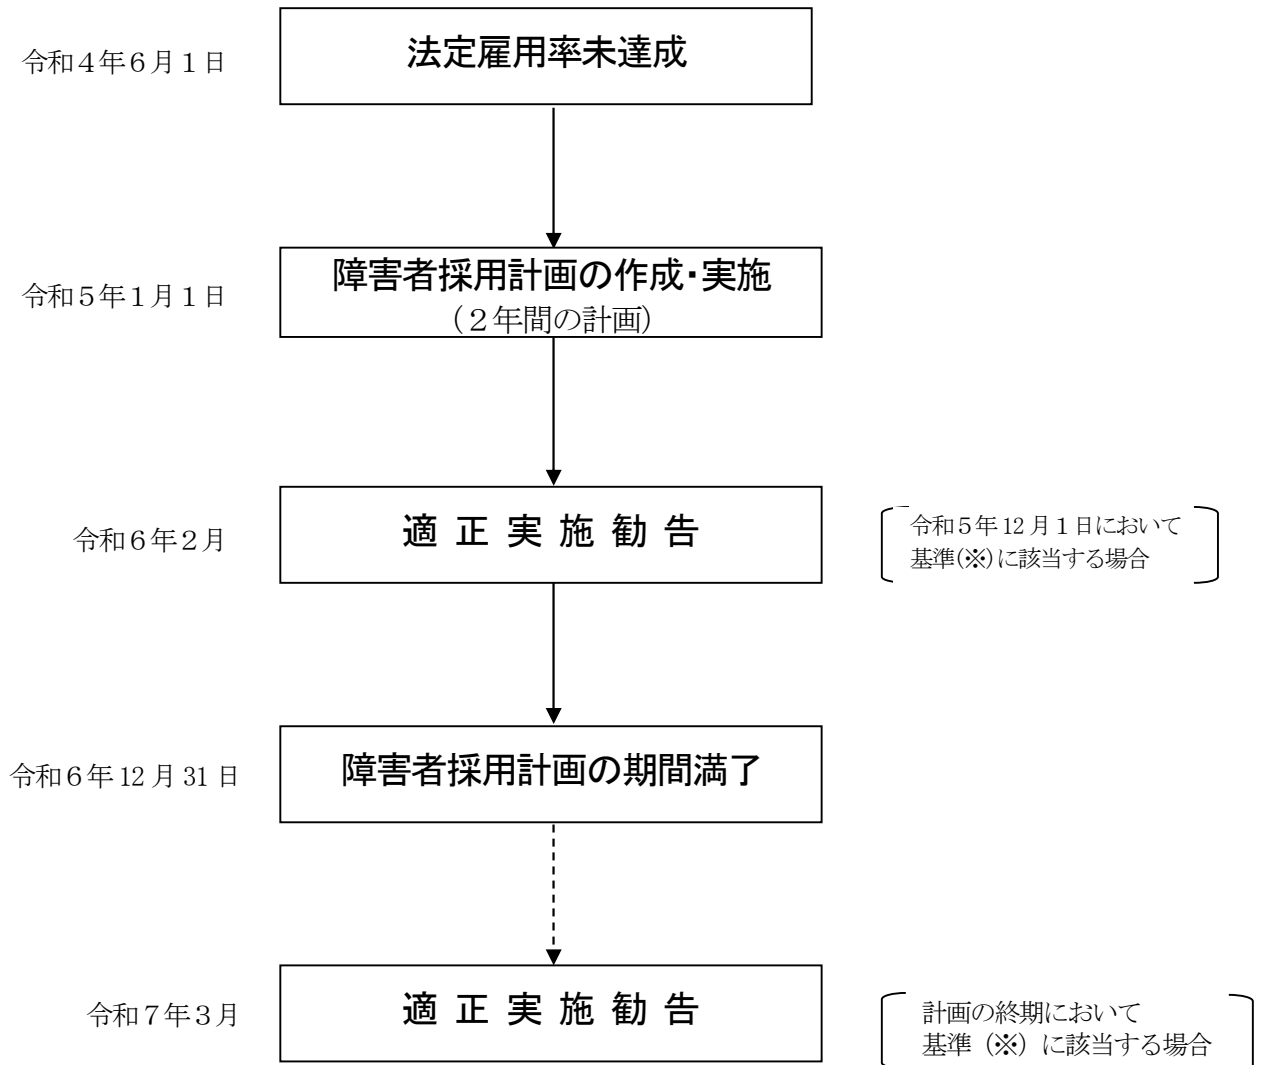 令和４年６月１日
法定雇用率未達成
令和５年１月１日
障害者採用計画の作成・実施
（２年間の計画）
令和６年２月
適 正 実 施 勧 告
令和５年 12 月１日において
基準(※)に該当する場合
令和６年 12 月 31 日
障害者採用計画の期間満了
令和７年３月
適 正 実 施 勧 告
計画の終期において
基準（※）に該当する場合